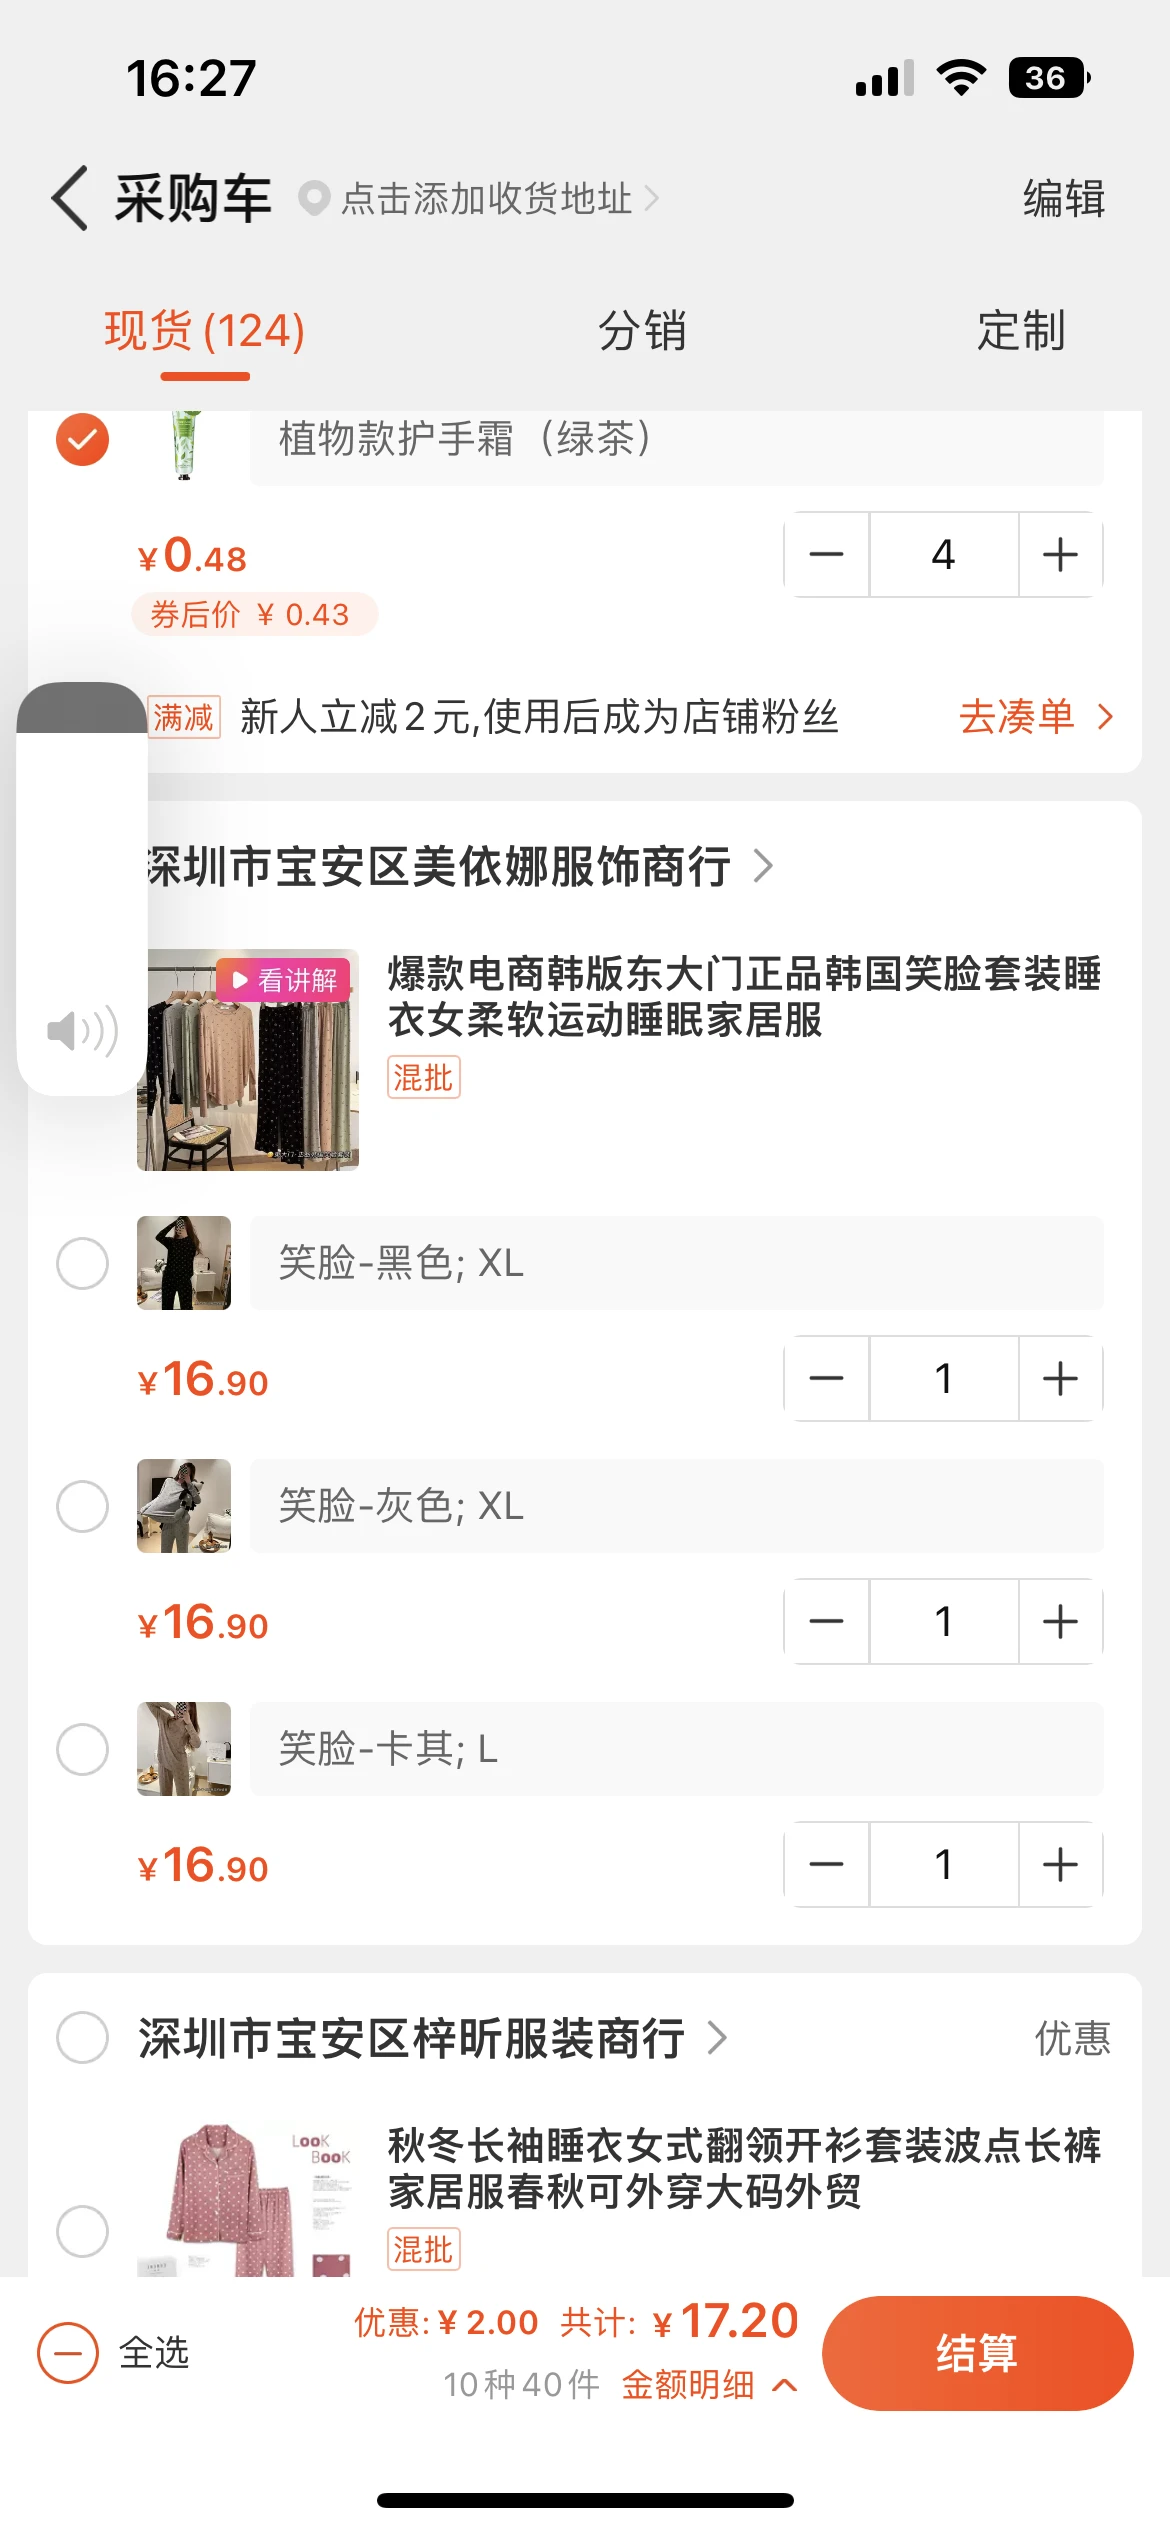 16:27
36
采购车
点击添加收货地址
编辑
现货(124)
分销
定制
植物款护手霜（绿茶）
¥0.48
4
券后价 ¥ 0.43
满减
新人立减2元,使用后成为店铺粉丝
去凑单
深圳市宝安区美依娜服饰商行
看讲解
爆款电商韩版东大门正品韩国笑脸套装睡
衣女柔软运动睡眠家居服
混批
笑脸-黑色; XL
¥16.90
1
笑脸-灰色; XL
¥16.90
1
笑脸-卡其; L
¥16.90
1
深圳市宝安区梓昕服装商行
优惠
LooK
BooK
秋冬长袖睡衣女式翻领开衫套装波点长裤
家居服春秋可外穿大码外贸
混批
全选
优惠: ¥ 2.00 共计: ¥ 17.20
10种40件 金额明细
结算